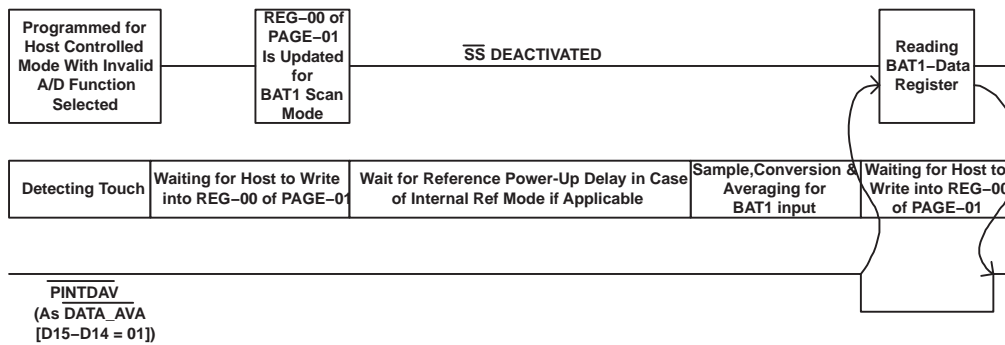 Programmed for
Host Controlled
Mode With Invalid
A/D Function
Selected
REG−00 of
PAGE−01
Is Updated
for
BAT1 Scan
Mode
SS DEACTIVATED
Reading
BAT1−Data
Register
Detecting Touch
Waiting for Host to Write
into REG−00 of PAGE−01
Wait for Reference Power-Up Delay in Case
of Internal Ref Mode if Applicable
Sample,Conversion &
Averaging for
BAT1 input
Waiting for Host to
Write into REG−00
of PAGE−01
PINTDAV
(As DATA_AVA
[D15−D14 = 01])